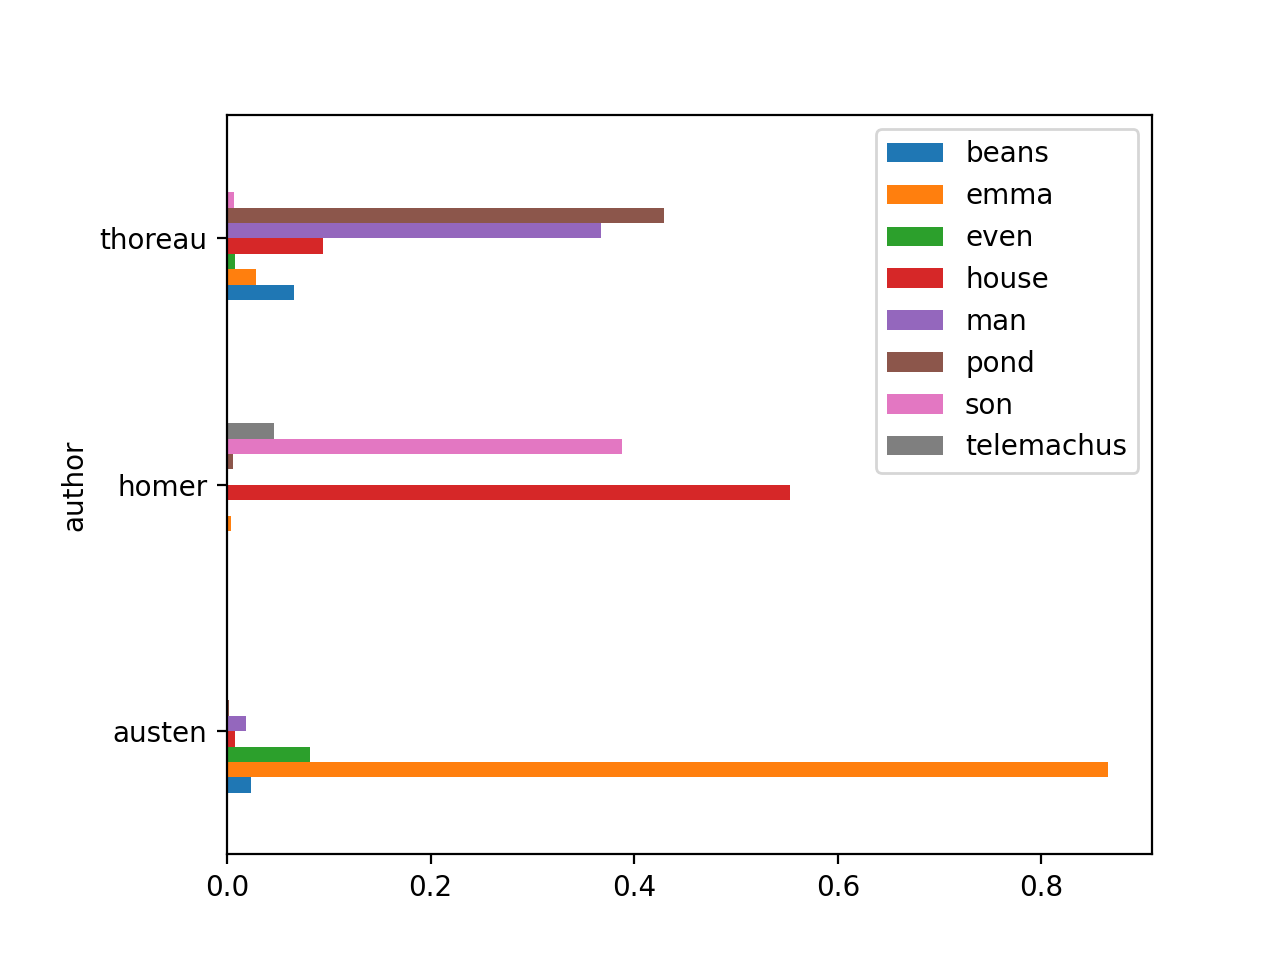 beans
emma
even
house
man
pond
son
telemachus
thoreau
homer
austen
author
0.0 0.2 0.4 0.6 0.8